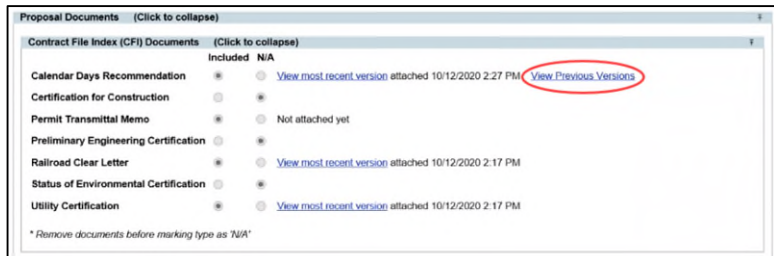 Proposal Documents (Click to collapse)
Contract File Index (CFI) Documents (Click to collapse)
Included N/A
Calendar Days Recommendation View most recent version attached 10/12/2020 2:27 PM View Previous Versions
Certification for Construction
Permit Transmittal Memo Not attached yet
Preliminary Engineering Certification
Railroad Clear Letter View most recent version attached 10/12/2020 2:17 PM
Status of Environmental Certification
Utility Certification View most recent version attached 10/12/2020 2:17 PM
* Remove documents before marking type as 'N/A'